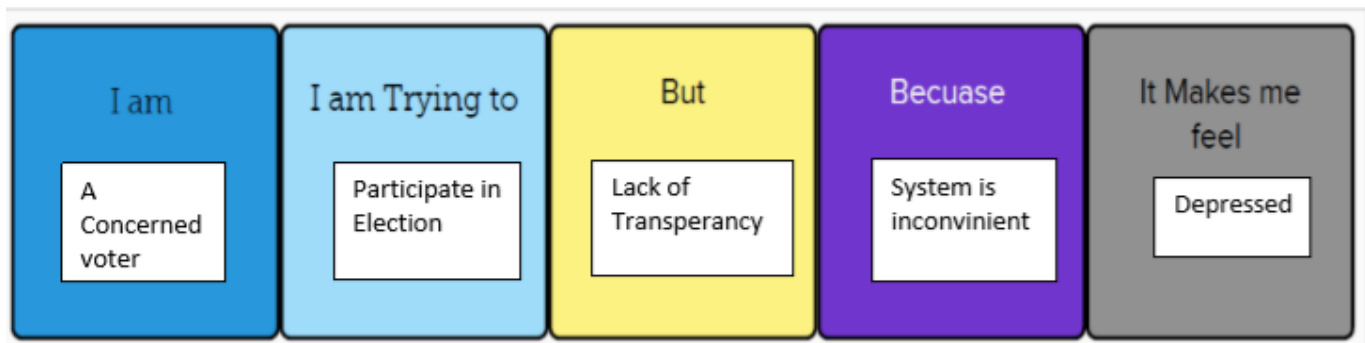 I am
A
Concerned
voter
I am Trying to
Participate in
Election
But
Lack of
Transperancy
Becuase
System is
inconvinient
It Makes me
feel
Depressed